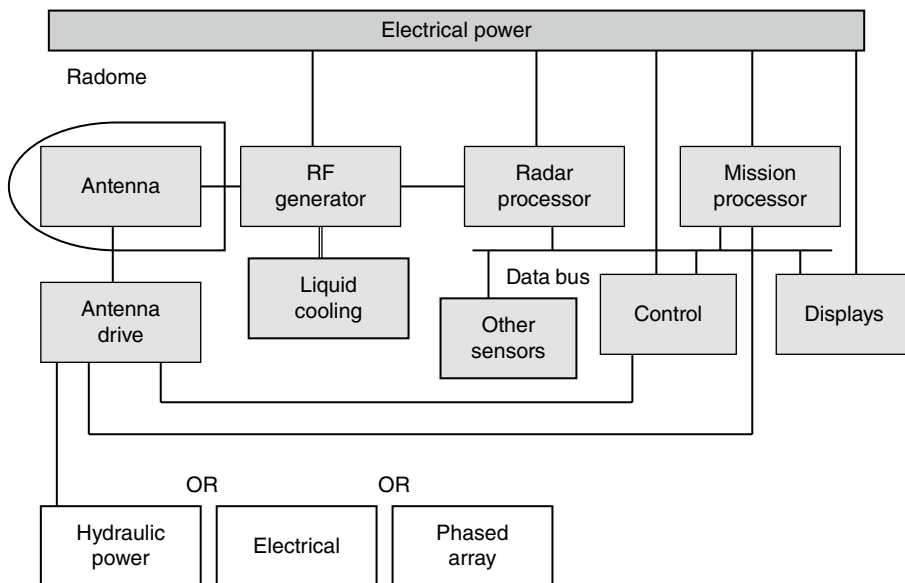 Electrical power
Radome
Antenna
RF
generator
Radar
processor
Mission
processor
Data bus
Liquid
cooling
Antenna
drive
Other
sensors
Control
Displays
OR
OR
Hydraulic
power
Electrical
Phased
array